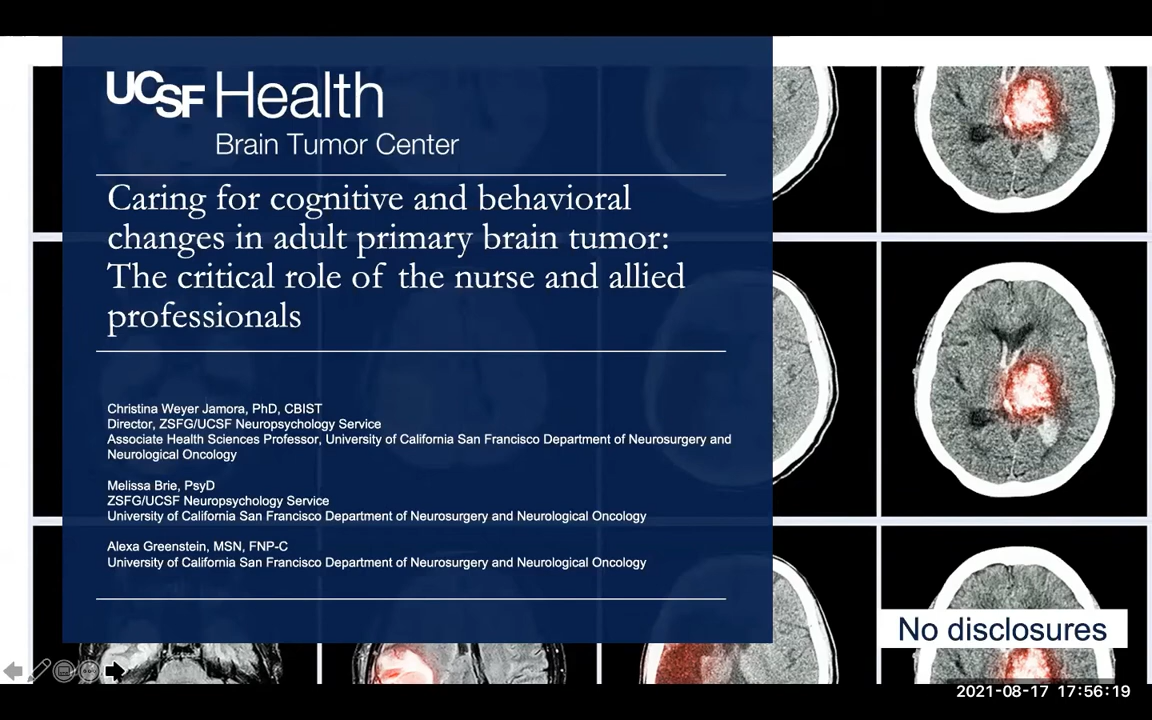 UCSF Health
Brain Tumor Center
Caring for cognitive and behavioral
changes in adult primary brain tumor:
The critical role of the nurse and allied
professionals
Christina Weyer Jamora, PhD, CBIST
Director, ZSFG/UCSF Neuropsychology Service
Associate Health Sciences Professor, University of California San Francisco Department of Neurosurgery and
Neurological Oncology
Melissa Brie, PsyD
ZSFG/UCSF Neuropsychology Service
University of California San Francisco Department of Neurosurgery and Neurological Oncology
Alexa Greenstein, MSN, FNP-C
University of California San Francisco Department of Neurosurgery and Neurological Oncology
No disclosures
2021-08-17 17:56:19